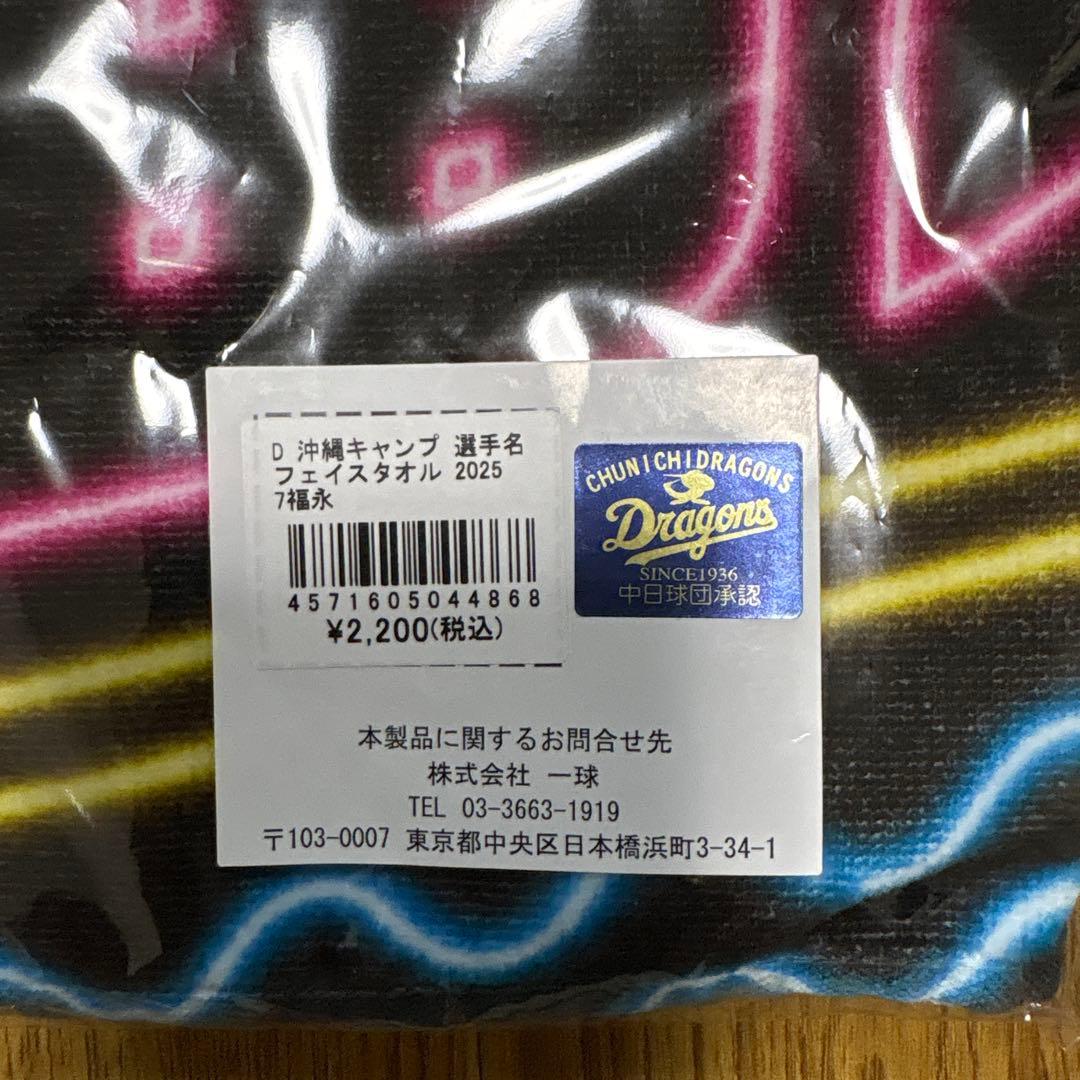 D 沖縄キャンプ 選手名
フェイスタオル 2025
7福永
4571605044868
¥2,200(税込)
CHUNICHIDRAGONS
Dragons
SINCE1936
中日球団承認
本製品に関するお問合せ先
株式会社 一球
TEL 03-3663-1919
〒103-0007 東京都中央区日本橋浜町3-34-1